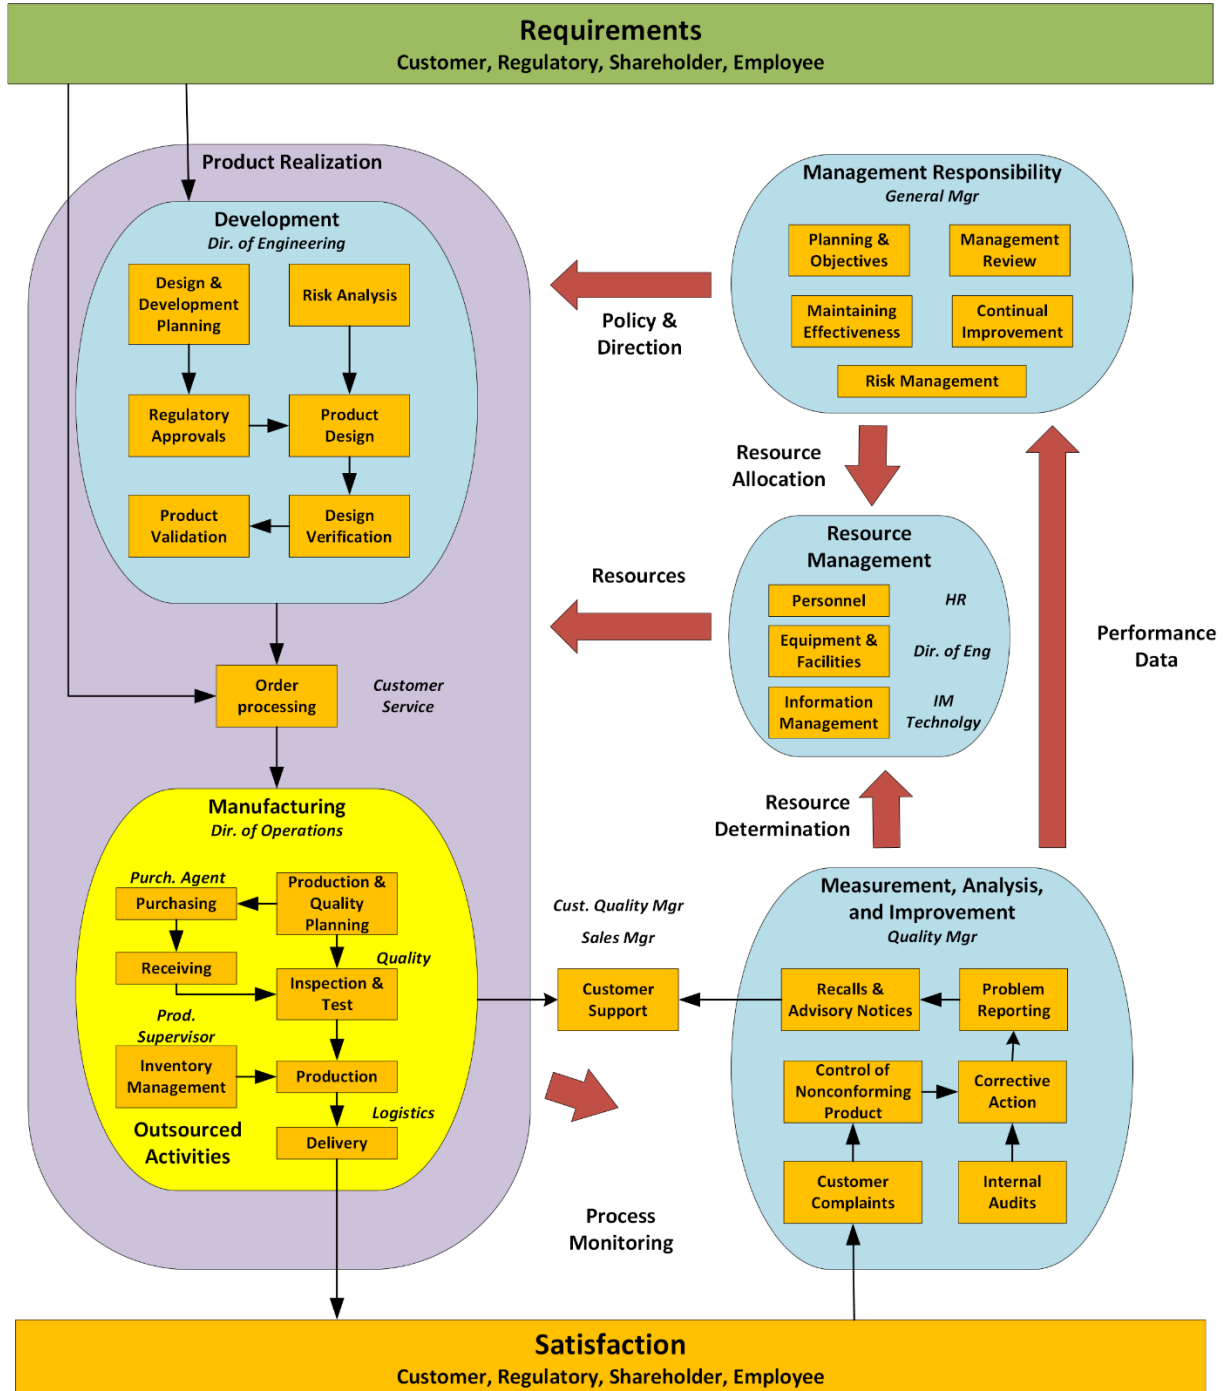 Requirements
Customer, Regulatory, Shareholder, Employee
Product Realization
Development
Dir. of Engineering
Design &
Development
Planning
Risk Analysis
Regulatory
Approvals
Product
Design
Product
Validation
Design
Verification
Order
processing
Customer
Service
Manufacturing
Dir. of Operations
Purch. Agent
Purchasing
Production &
Quality
Planning
Receiving
Quality
Inspection &
Test
Prod.
Supervisor
Inventory
Management
Production
Logistics
Outsourced
Activities
Delivery
Policy &
Direction
Management Responsibility
General Mgr
Planning &
Objectives
Management
Review
Maintaining
Effectiveness
Continual
Improvement
Risk Management
Resource
Allocation
Resources
Resource
Management
Personnel
HR
Equipment &
Facilities
Dir. of Eng
Information
Management
IM
Technolgy
Performance
Data
Resource
Determination
Cust. Quality Mgr
Sales Mgr
Customer
Support
Measurement, Analysis,
and Improvement
Quality Mgr
Recalls &
Advisory Notices
Problem
Reporting
Control of
Nonconforming
Product
Corrective
Action
Customer
Complaints
Internal
Audits
Process
Monitoring
Satisfaction
Customer, Regulatory, Shareholder, Employee